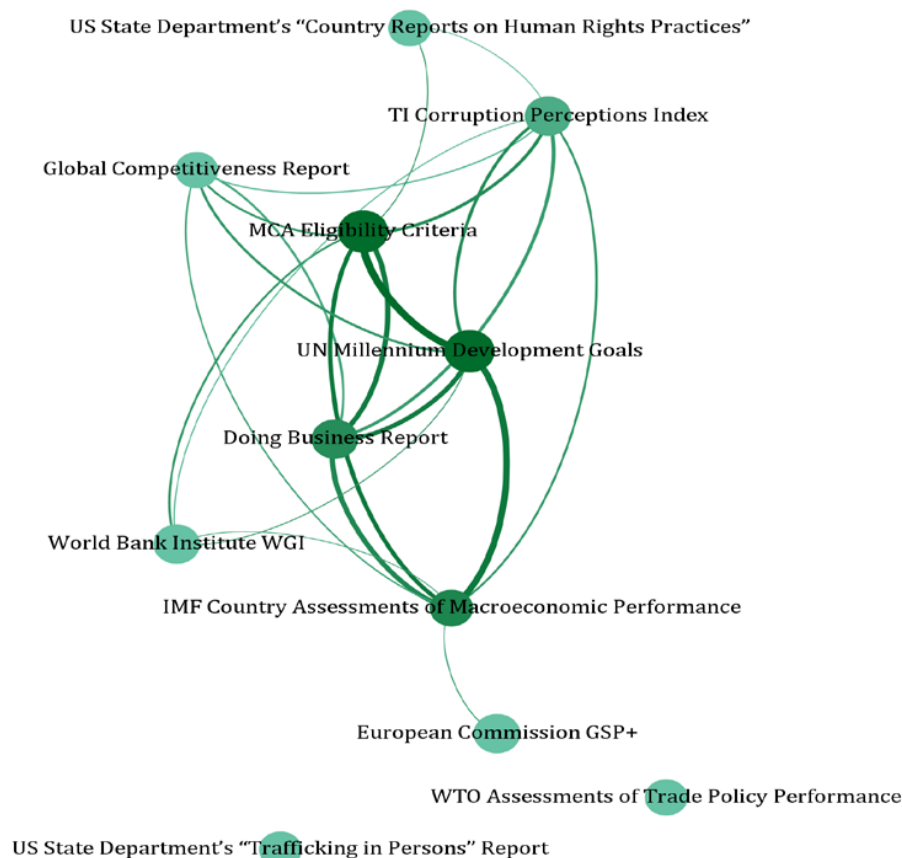 US State Department’s “Country Reports on Human Rights Practices”
TI Corruption Perceptions Index
Global Competitiveness Report
MCA Eligibility Criteria
UN Millennium Development Goals
Doing Business Report
World Bank Institute WGI
IMF Country Assessments of Macroeconomic Performance
European Commission GSP+
WTO Assessments of Trade Policy Performance
US State Department’s “Trafficking in Persons” Report